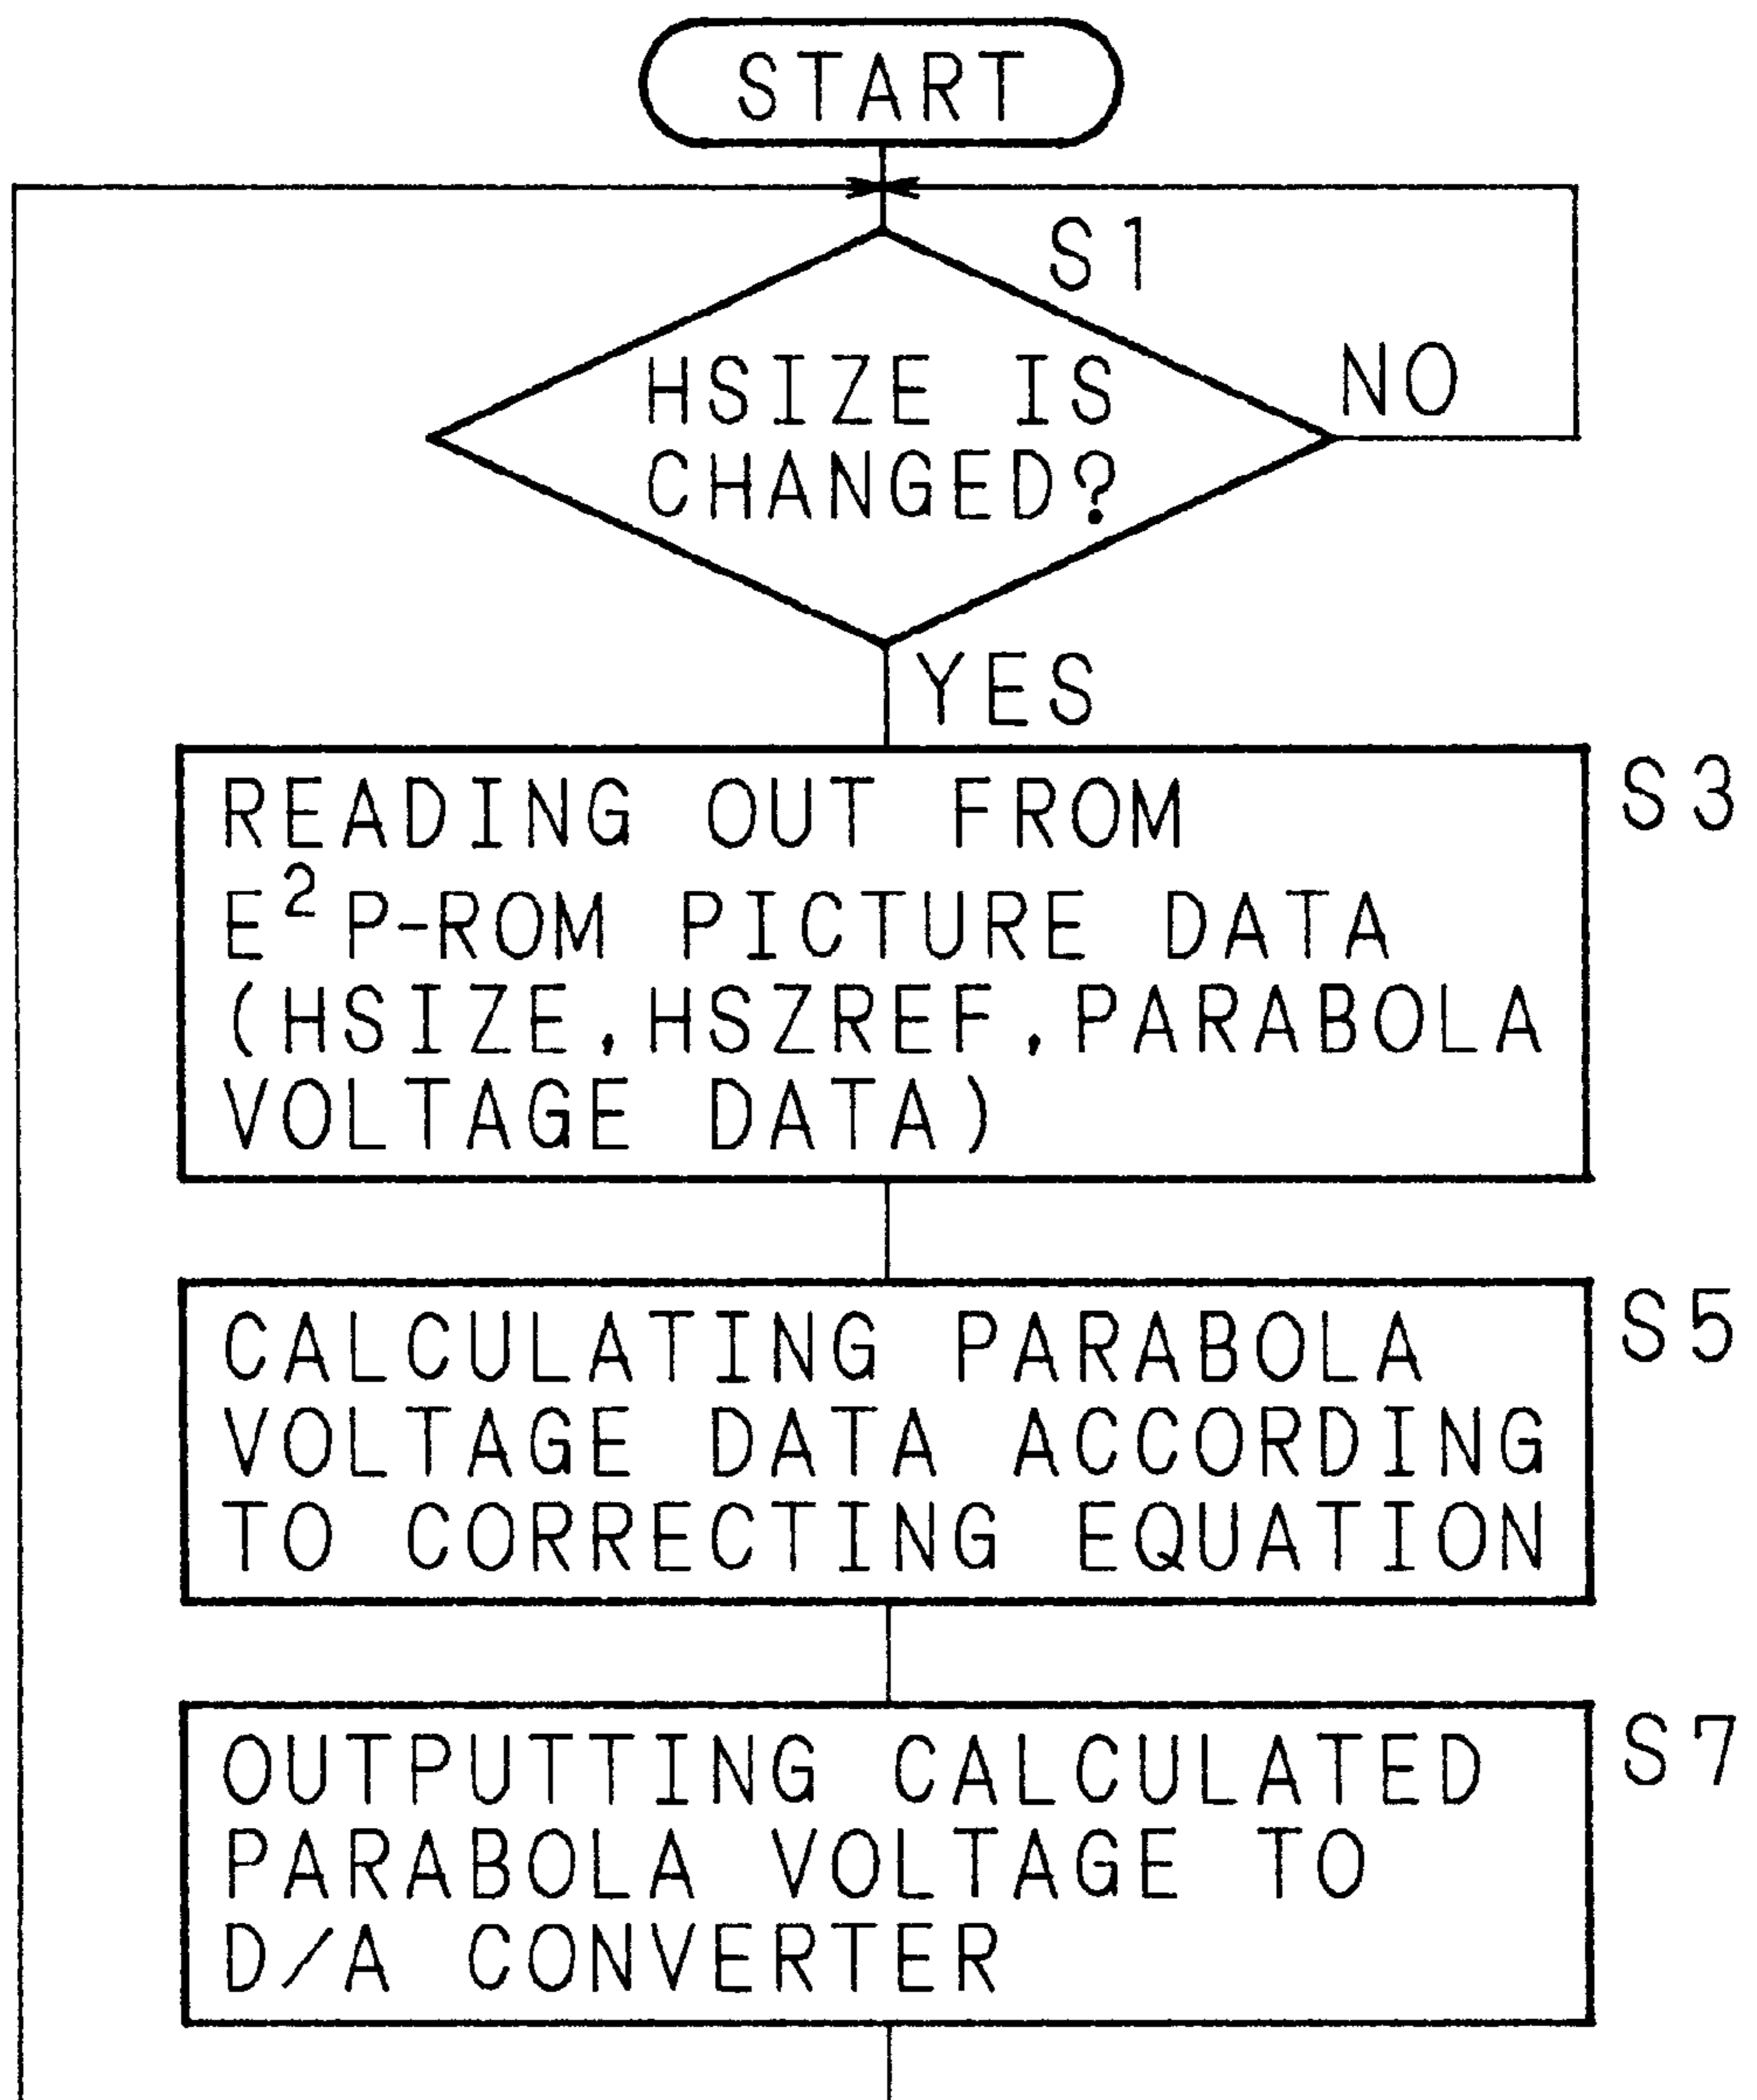 START
S1
HSIZE IS
CHANGED?
NO
YES
S3
READING OUT FROM
E² P-ROM PICTURE DATA
(HSIZE,HSZREF,PARABOLA
VOLTAGE DATA)
S5
CALCULATING PARABOLA
VOLTAGE DATA ACCORDING
TO CORRECTING EQUATION
S7
OUTPUTTING CALCULATED
PARABOLA VOLTAGE TO
D/A CONVERTER